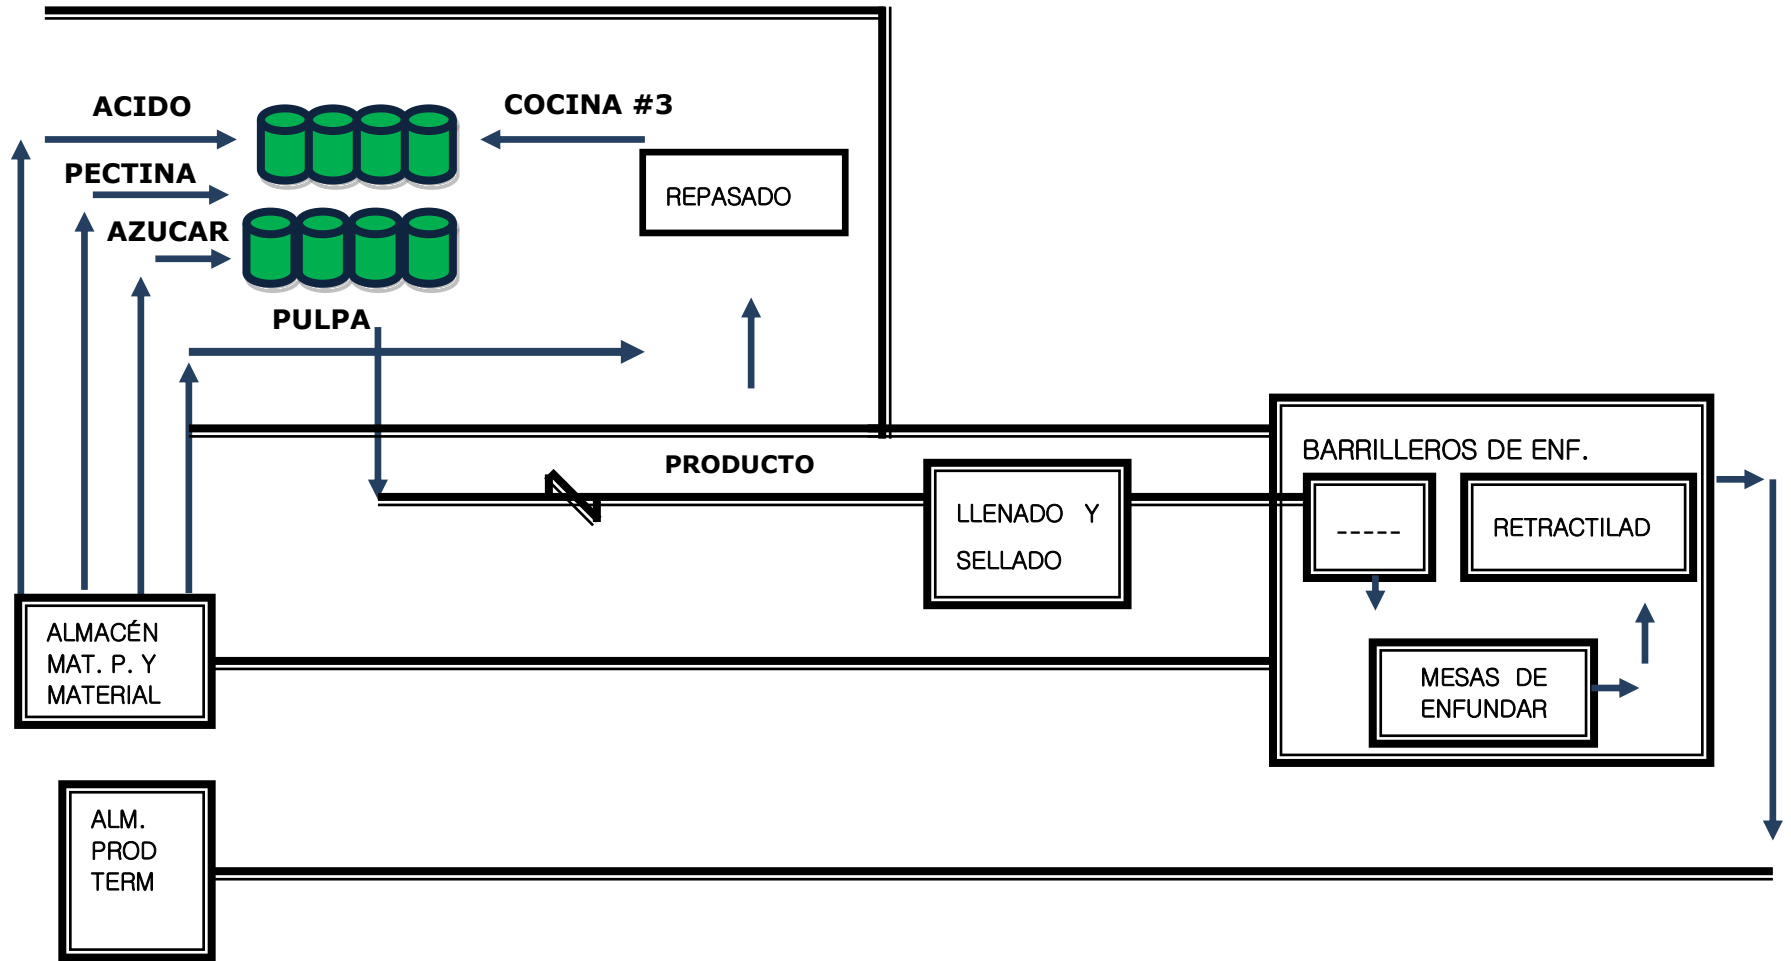 ACIDO
COCINA #3
PECTINA
REPASADO
AZUCAR
PULPA
BARRILLEROS DE ENF.
PRODUCTO
LLENADO Y
SELLADO
-----
RETRACTILAD
ALMACÉN
MAT. P. Y
MATERIAL
MESAS DE
ENFUNDAR
ALM.
PROD
TERM